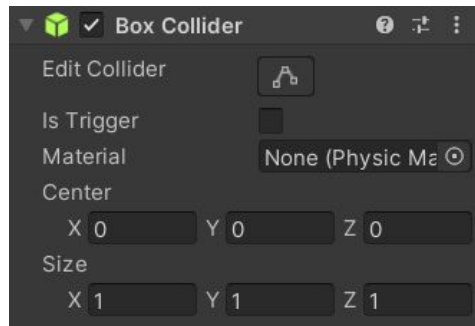 Box Collider
Edit Collider
Is Trigger
Material None (Physic Ma
Center
X 0 Y 0 Z 0
Size
X 1 Y 1 Z 1